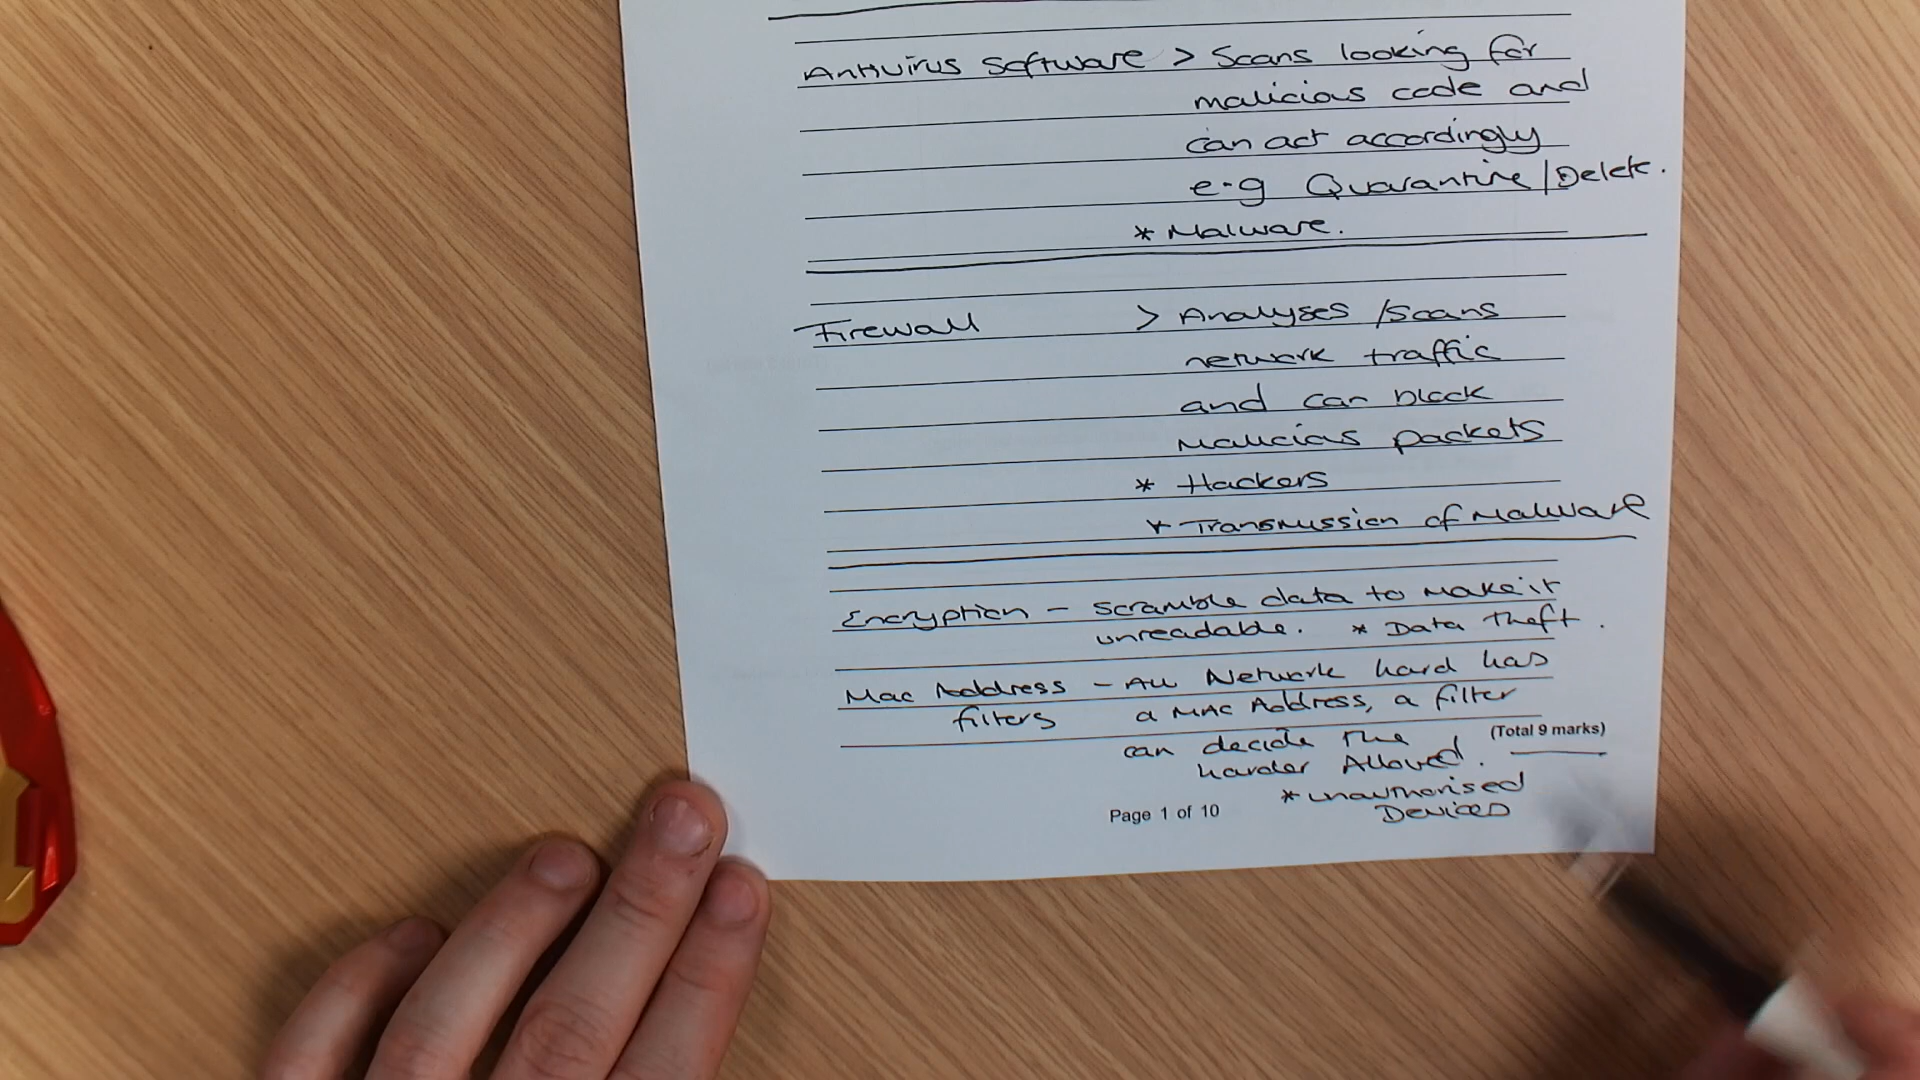 Antivirus Software > Scans looking for
malicious code and
can act accordingly
e.g Quarantine/Delete.
* Malware.
Firewall > Analyses/Scans
network traffic
and can block
Malicias packets
* Hackers
* Transmission of Malware
Encryption - Scramble data to make it
unreadable. * Data Theft.
Mac Address - All Network hard has
filters a MAC Address, a filter
can decide the
(Total 9 marks)
harder Allowed.
* unauthorised
Devices
Page 1 of 10